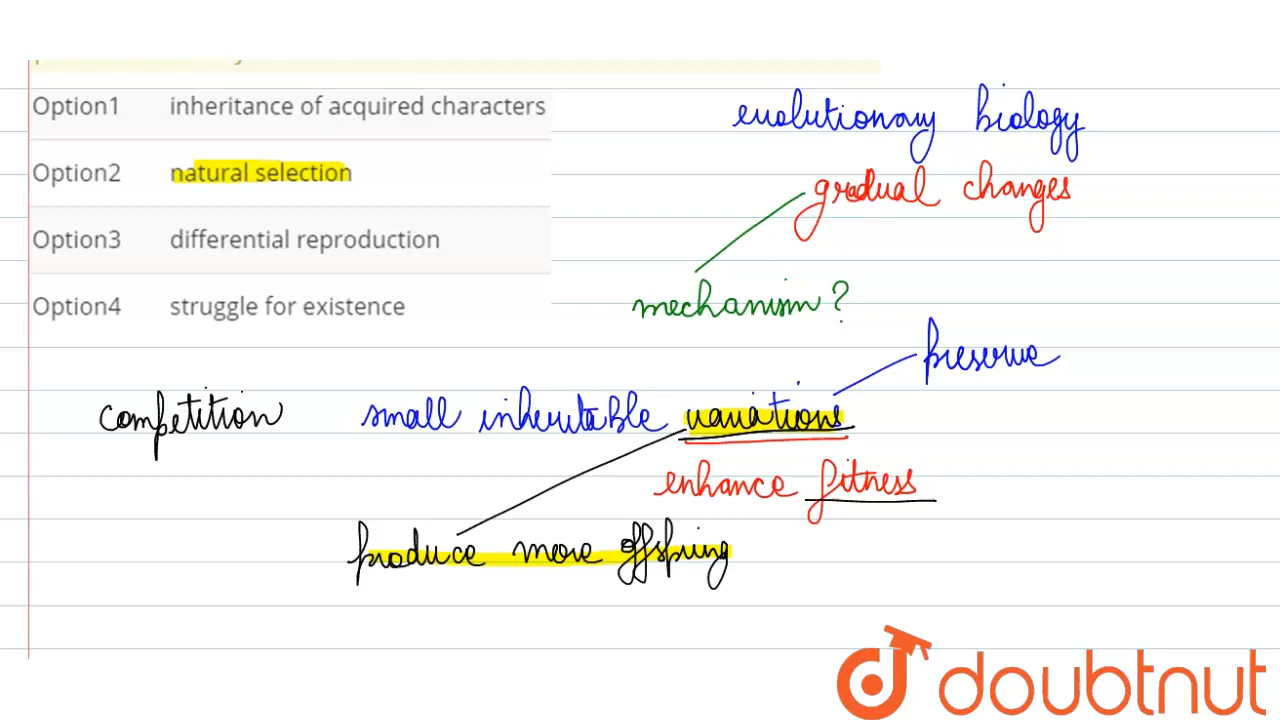 Option1 inheritance of acquired characters
Option2 natural selection
Option3 differential reproduction
Option4 struggle for existence
evolutionary biology
gradual changes
mechanism?
preserve
competition small inheritable variations
enhance fitness
produce more offspring
doubtnut